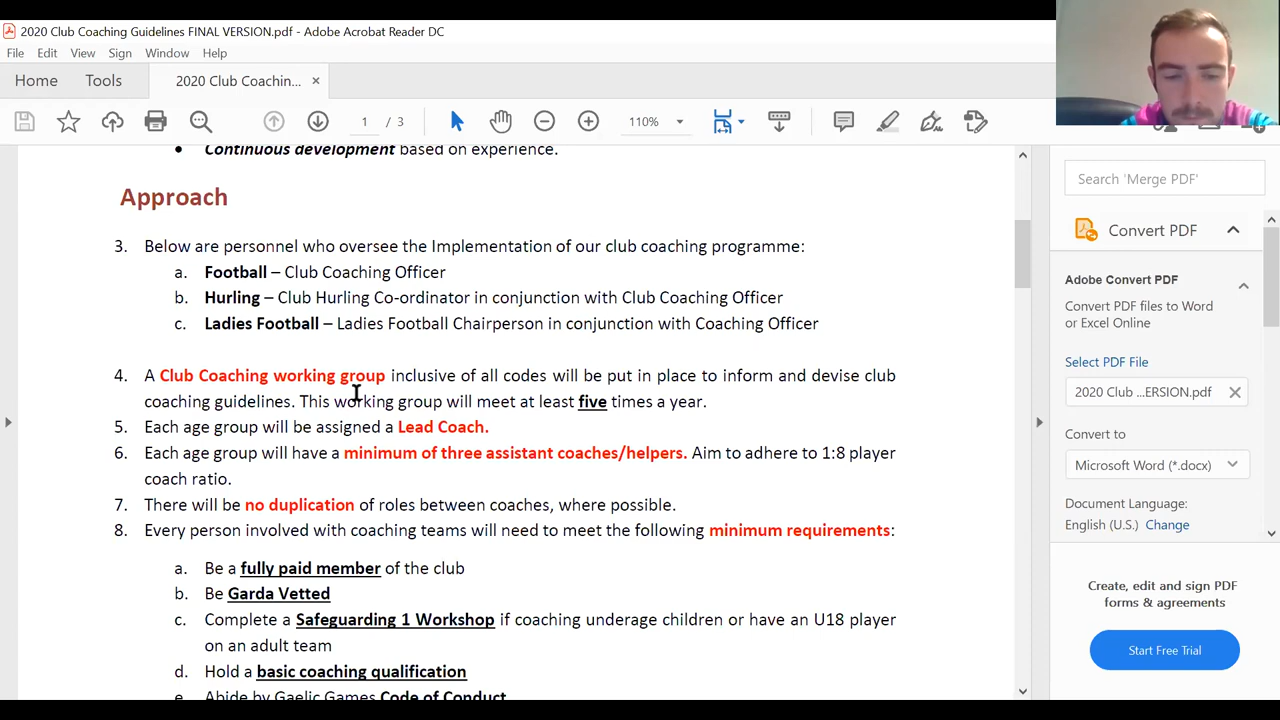 2020 Club Coaching Guidelines FINAL VERSION.pdf - Adobe Acrobat Reader DC
File Edit View Sign Window Help
Home Tools 2020 Club Coachin... ×
1 / 3 110%
• Continuous development based on experience.
Approach
3. Below are personnel who oversee the Implementation of our club coaching programme:
a. Football – Club Coaching Officer
b. Hurling – Club Hurling Co-ordinator in conjunction with Club Coaching Officer
c. Ladies Football – Ladies Football Chairperson in conjunction with Coaching Officer
4. A Club Coaching working group inclusive of all codes will be put in place to inform and devise club
coaching guidelines. This working group will meet at least five times a year.
5. Each age group will be assigned a Lead Coach.
6. Each age group will have a minimum of three assistant coaches/helpers. Aim to adhere to 1:8 player
coach ratio.
7. There will be no duplication of roles between coaches, where possible.
8. Every person involved with coaching teams will need to meet the following minimum requirements:
a. Be a fully paid member of the club
b. Be Garda Vetted
c. Complete a Safeguarding 1 Workshop if coaching underage children or have an U18 player
on an adult team
d. Hold a basic coaching qualification
e. Abide by Gaelic Games Code of Conduct
Search 'Merge PDF'
Convert PDF
Adobe Convert PDF
Convert PDF files to Word
or Excel Online
Select PDF File
2020 Club ...ERSION.pdf
Convert to
Microsoft Word (*.docx)
Document Language:
English (U.S.) Change
Create, edit and sign PDF
forms & agreements
Start Free Trial